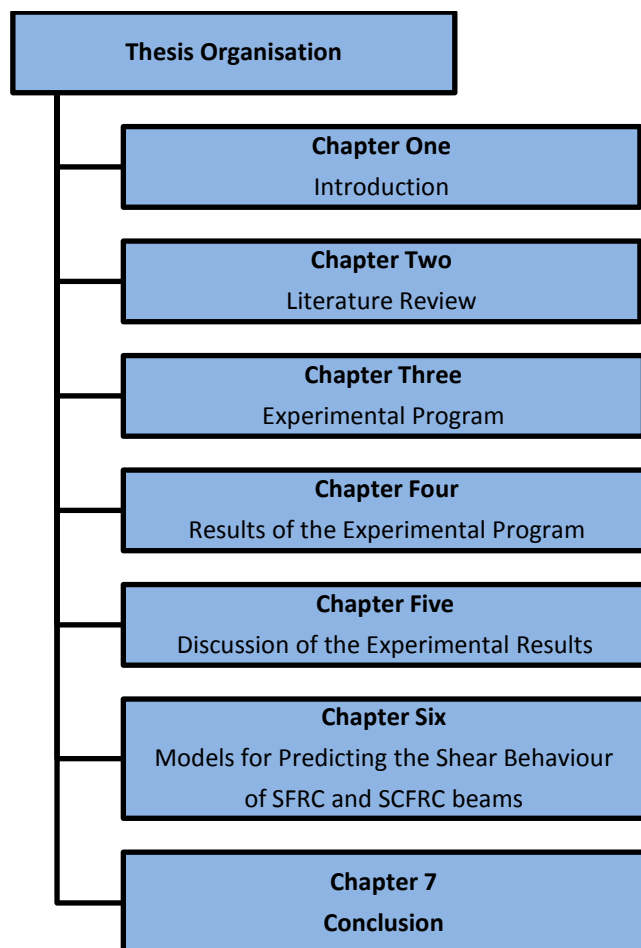 Thesis Organisation
Chapter One
Introduction
Chapter Two
Literature Review
Chapter Three
Experimental Program
Chapter Four
Results of the Experimental Program
Chapter Five
Discussion of the Experimental Results
Chapter Six
Models for Predicting the Shear Behaviour
of SFRC and SCFRC beams
Chapter 7
Conclusion